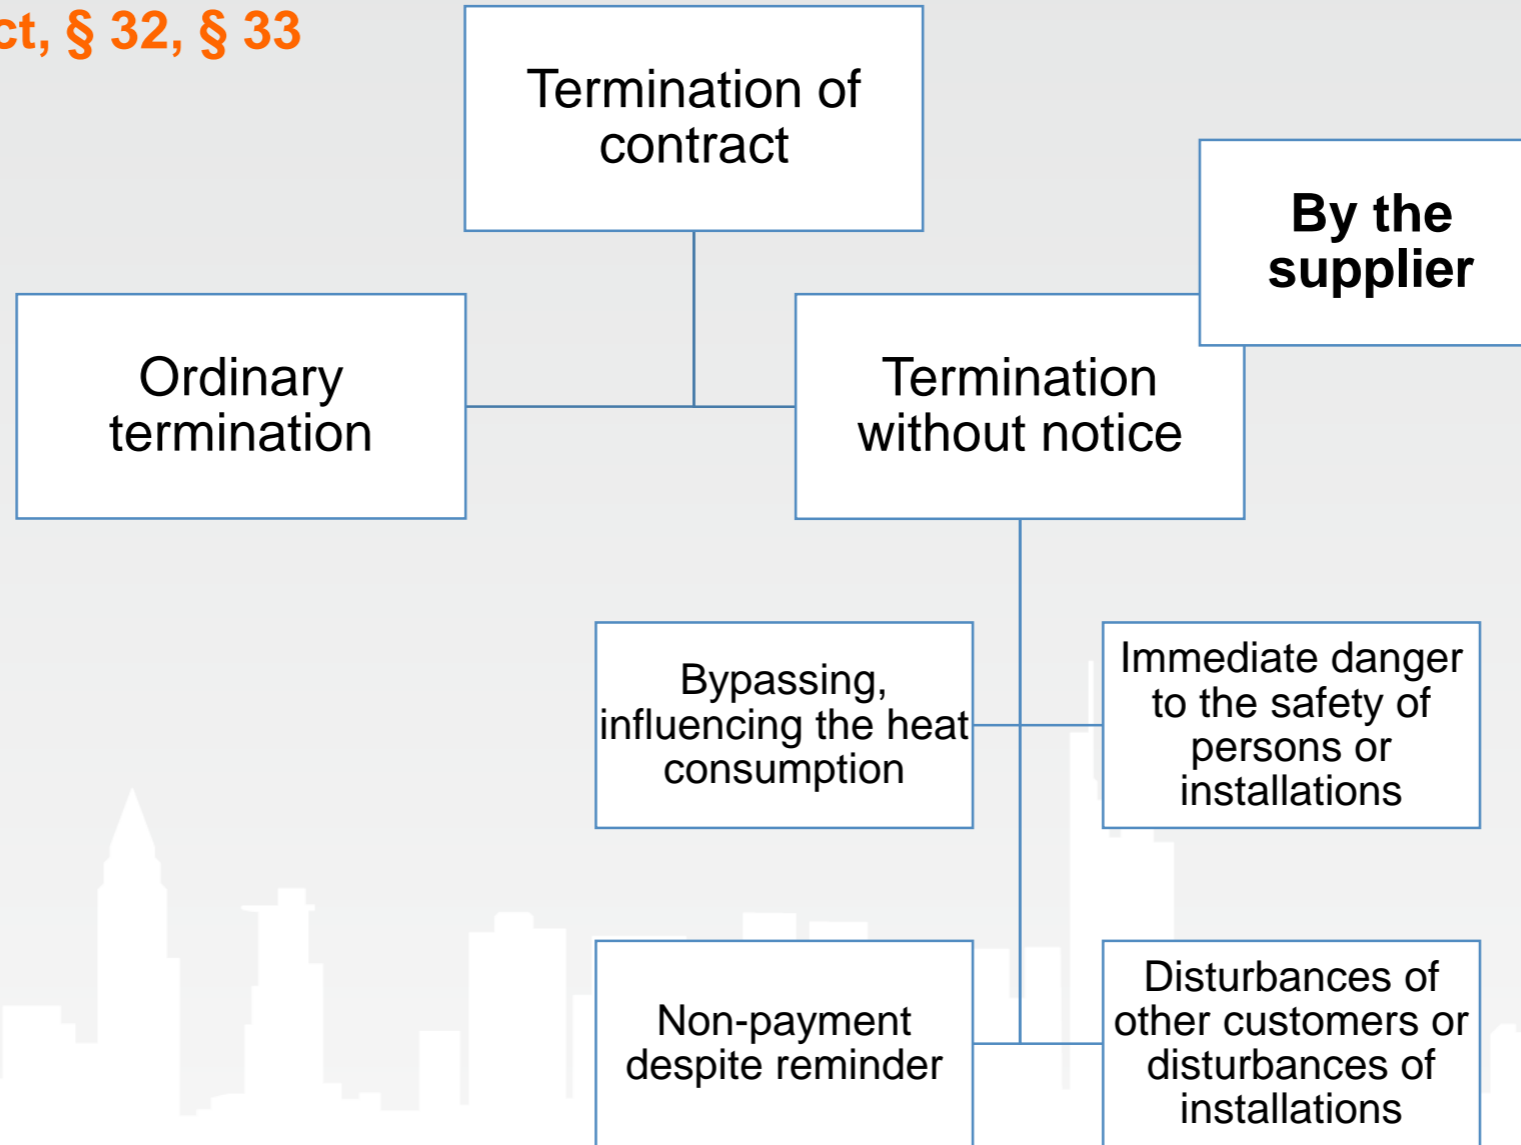 ct, § 32, § 33
Termination of
contract
By the
supplier
Ordinary
termination
Termination
without notice
Bypassing,
influencing the heat
consumption
Immediate danger
to the safety of
persons or
installations
Non-payment
despite reminder
Disturbances of
other customers or
disturbances of
installations